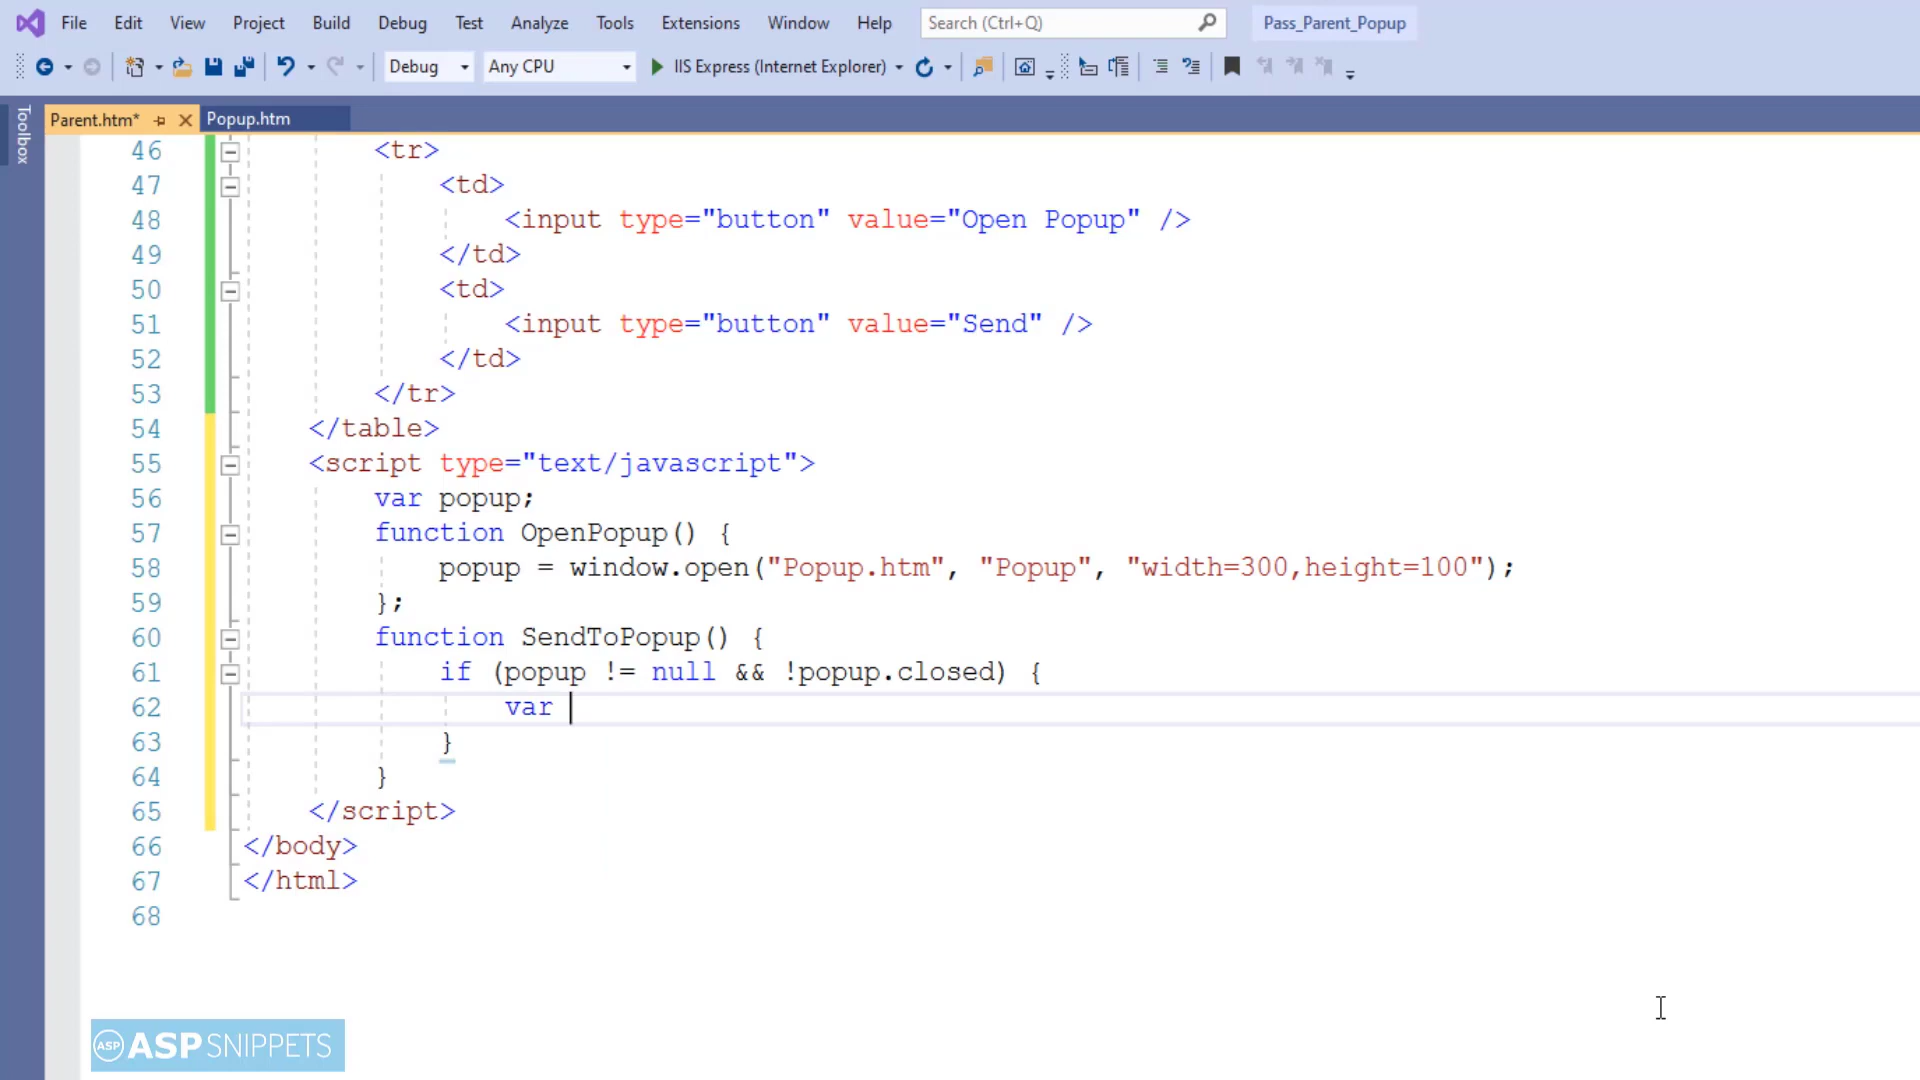 File Edit View Project Build Debug Test Analyze Tools Extensions Window Help Search (Ctrl+Q) Pass_Parent_Popup
Debug Any CPU IIS Express (Internet Explorer)
Toolbox
Parent.htm* Popup.htm
46 <tr>
47 <td>
48 <input type="button" value="Open Popup" />
49 </td>
50 <td>
51 <input type="button" value="Send" />
52 </td>
53 </tr>
54 </table>
55 <script type="text/javascript">
56 var popup;
57 function OpenPopup() {
58 popup = window.open("Popup.htm", "Popup", "width=300,height=100");
59 };
60 function SendToPopup() {
61 if (popup != null && !popup.closed) {
62 var
63 }
64 }
65 </script>
66 </body>
67 </html>
68
ASP ASPSNIPPETS